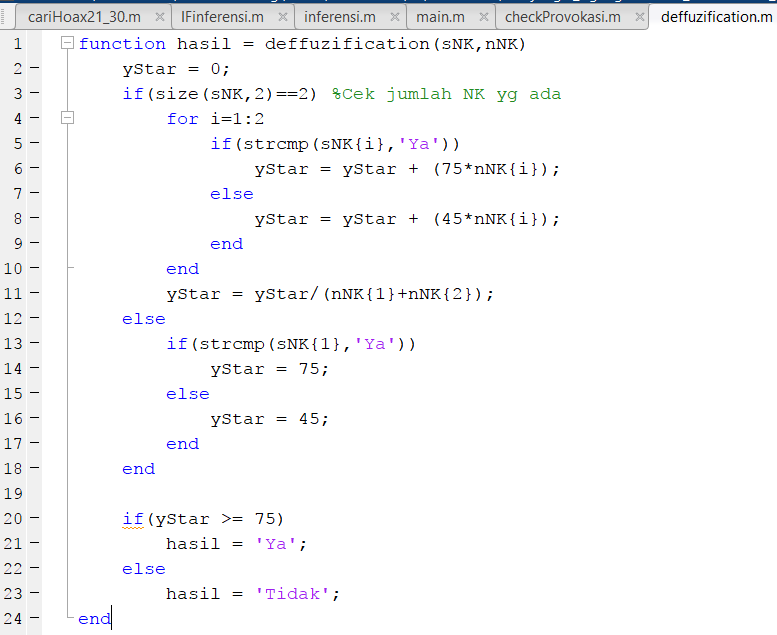 cariHoax21_30.m × IFinferensi.m × inferensi.m × main.m × checkProvokasi.m × deffuzification.m
1 function hasil = deffuzification(sNK,nNK)
2 –     yStar = 0;
3 –     if(size(sNK,2)==2) %Cek jumlah NK yg ada
4 –         for i=1:2
5 –             if(strcmp(sNK{i},'Ya'))
6 –                 yStar = yStar + (75*nNK{i});
7 –             else
8 –                 yStar = yStar + (45*nNK{i});
9 –             end
10 –         end
11 –         yStar = yStar/(nNK{1}+nNK{2});
12 –     else
13 –         if(strcmp(sNK{1},'Ya'))
14 –             yStar = 75;
15 –         else
16 –             yStar = 45;
17 –         end
18 –     end
19
20 –     if(yStar >= 75)
21 –         hasil = 'Ya';
22 –     else
23 –         hasil = 'Tidak';
24 – end